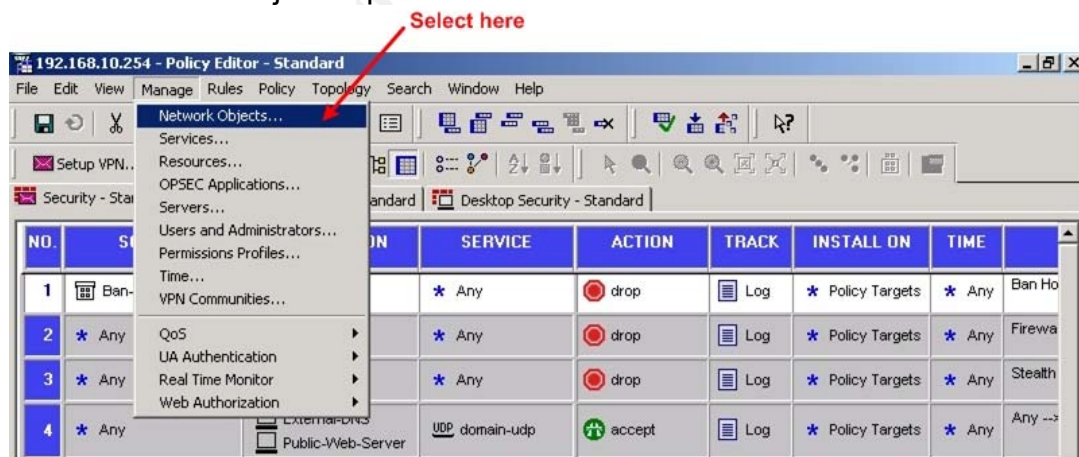 Select here
192.168.10.254 - Policy Editor - Standard
File Edit View Manage Rules Policy Topology Search Window Help
Network Objects...
Services...
Resources...
OPSEC Applications...
Servers...
Users and Administrators...
Permissions Profiles...
Time...
VPN Communities...
QoS
UA Authentication
Real Time Monitor
Web Authorization
Setup VPN..
Security - Sta andard Desktop Security - Standard
NO. S ON SERVICE ACTION TRACK INSTALL ON TIME
1 Ban- * Any drop Log * Policy Targets * Any Ban Ho
2 * Any * Any drop Log * Policy Targets * Any Firewa
3 * Any * Any drop Log * Policy Targets * Any Stealth
External-DNS
4 * Any UDP domain-udp accept Log * Policy Targets * Any Any -->
Public-Web-Server